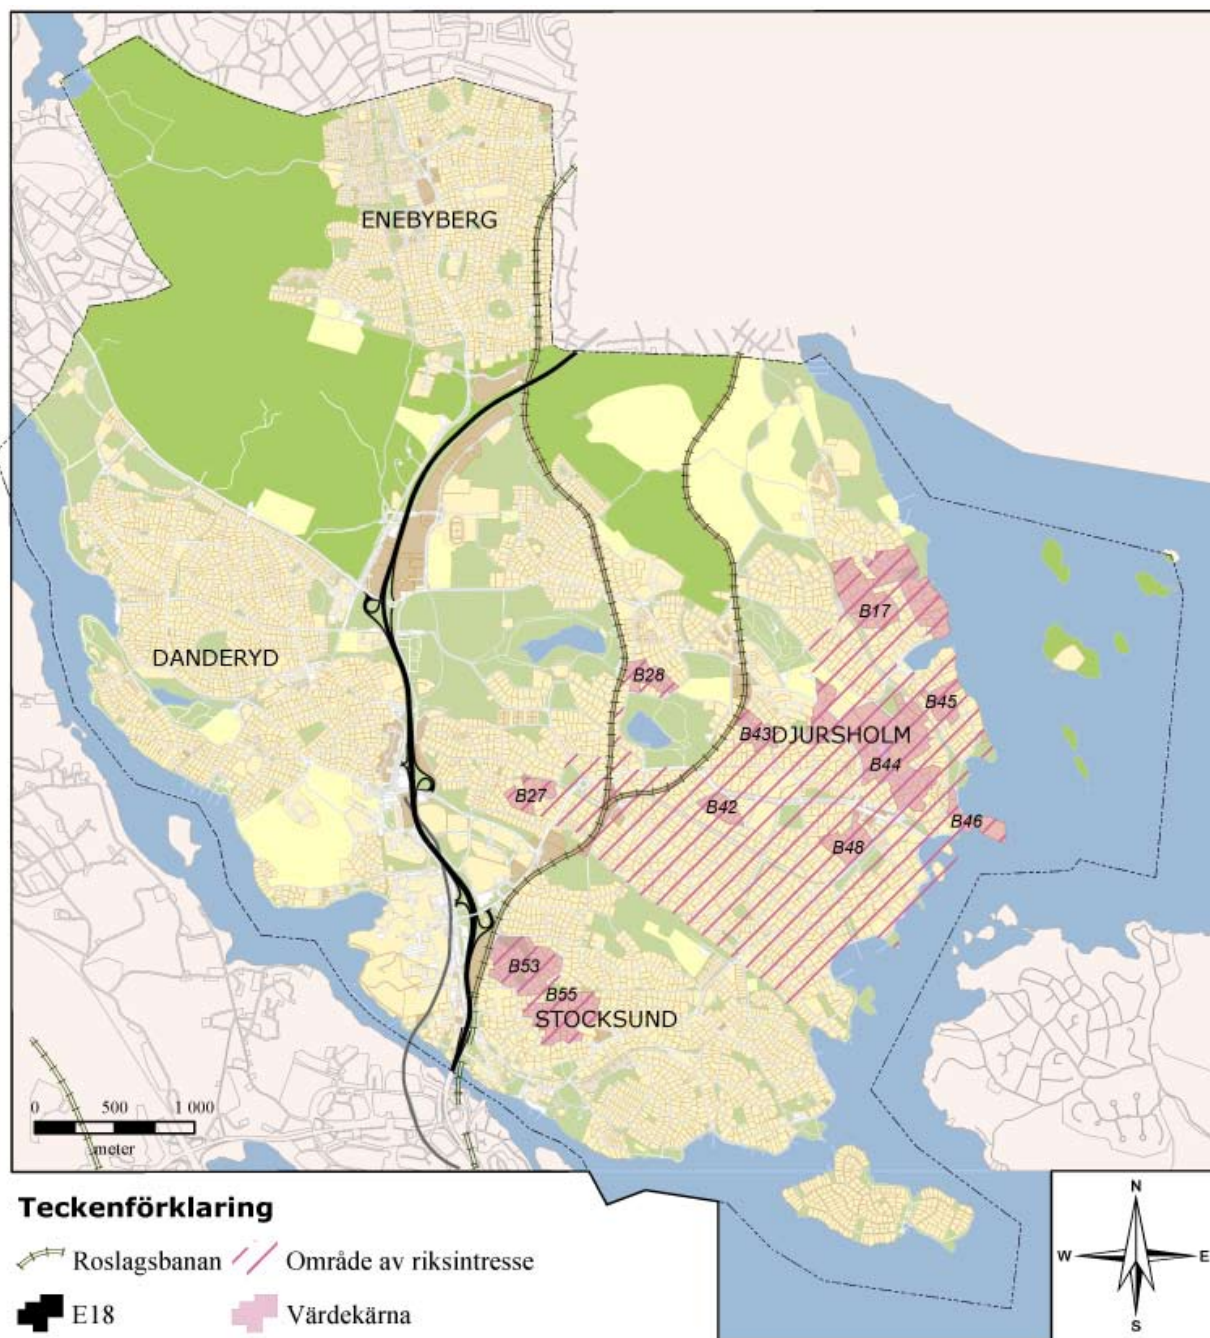 ENEBYBERG
B17
DANDERYD
B28
B45
B43
DJURSHOLM
B44
B27
B42
B46
B48
B53
B55
STOCKSUND
0 500 1 000
meter
Teckenförklaring
Roslagsbanan
Område av riksintresse
E18
Värdekärna
N
W E
S